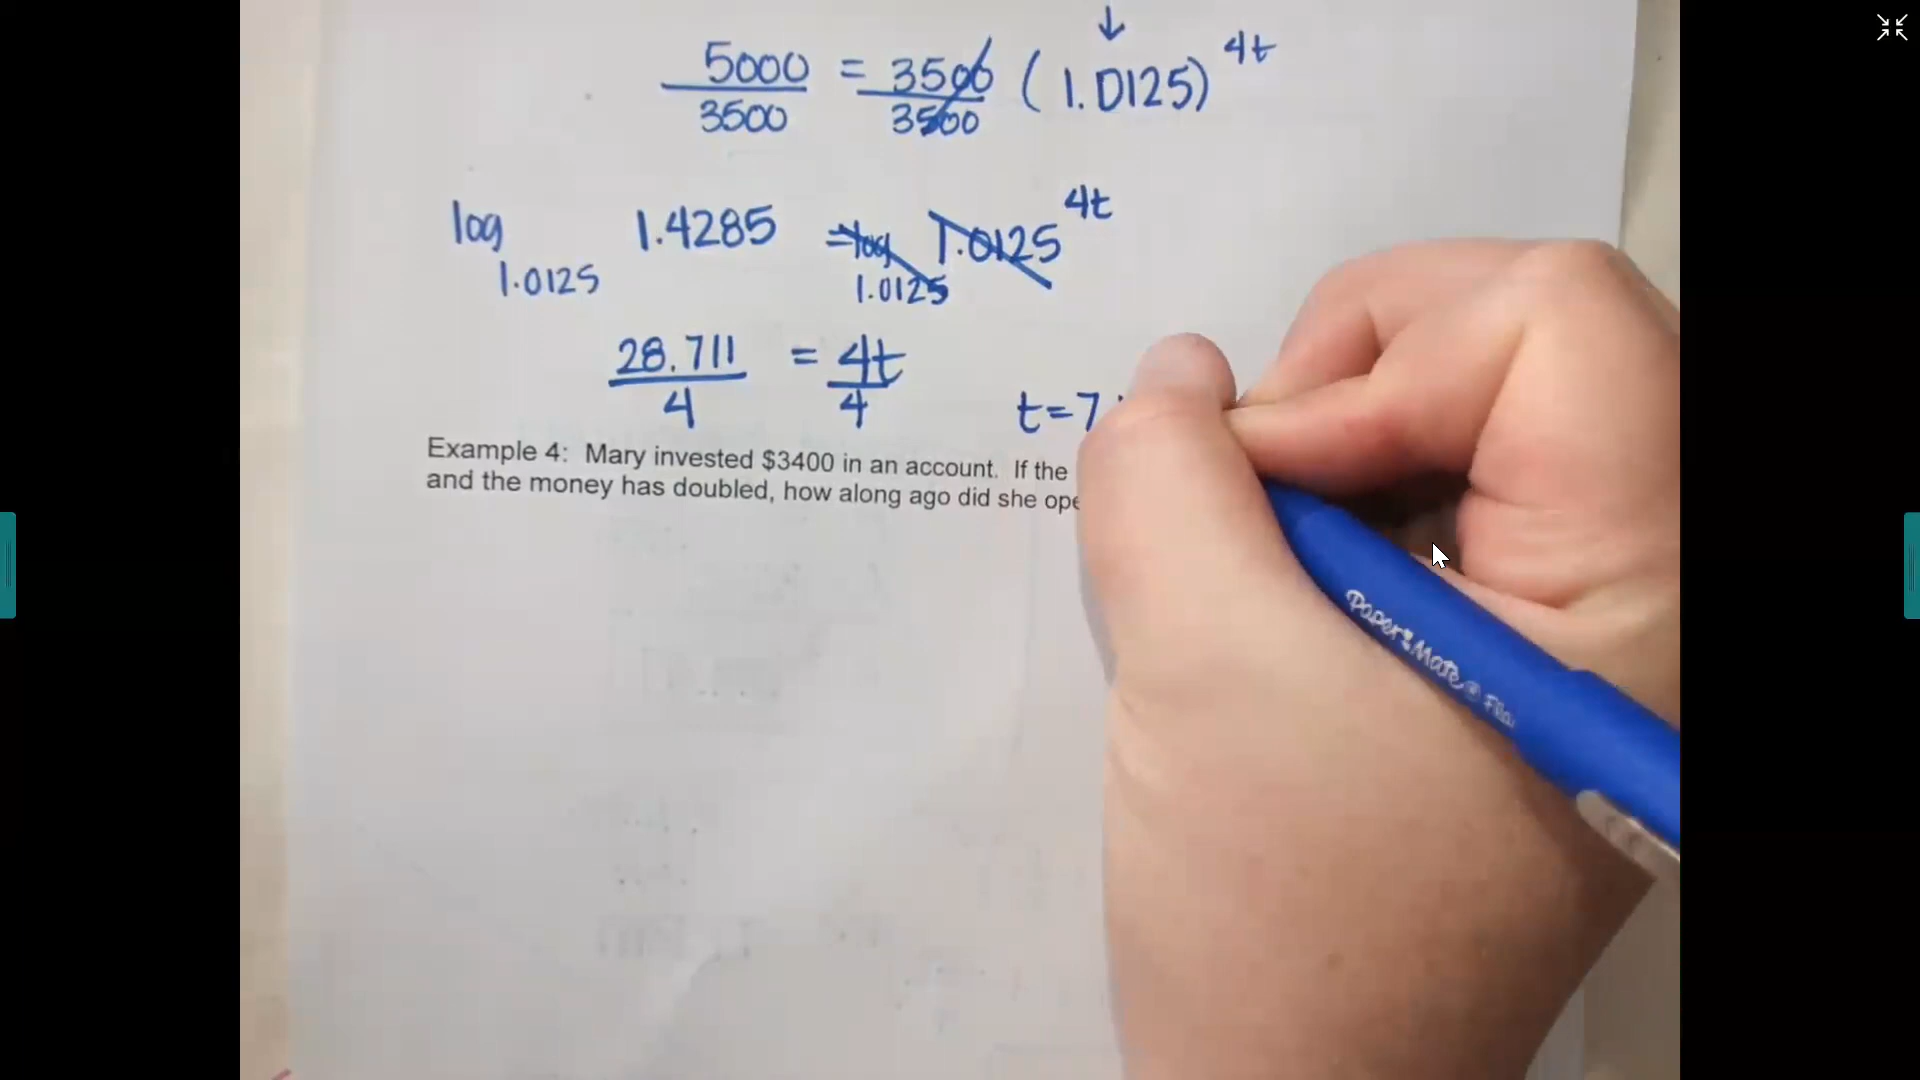 5000 = 3500 ( 1.0125) 4t
3500 3500
log 1.0125 1.4285 = log 1.0125 1.0125 4t
28.711 = 4t
4 4
t=7
Example 4: Mary invested $3400 in an account. If the
and the money has doubled, how along ago did she
Paper Mate ® Flai